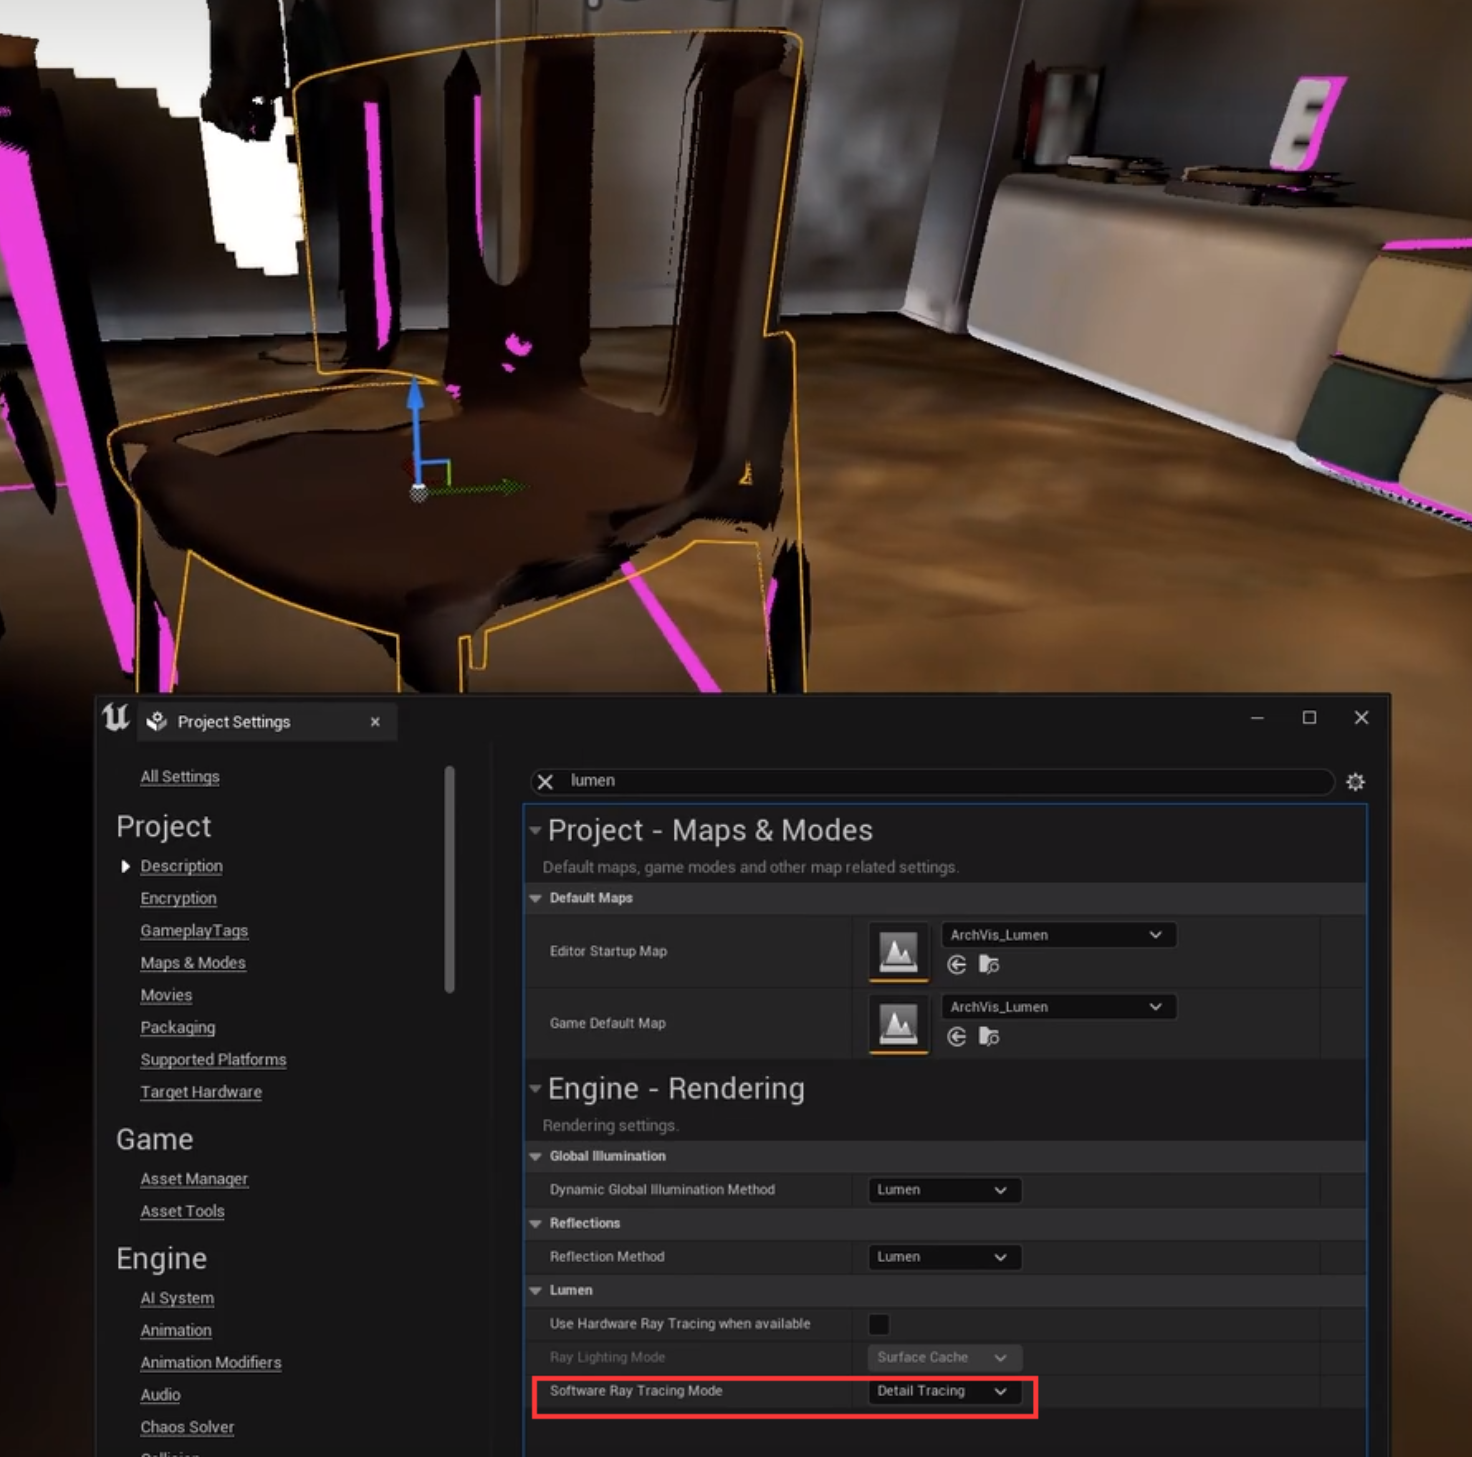 Project Settings
All Settings
Project
Description
Encryption
GameplayTags
Maps & Modes
Movies
Packaging
Supported Platforms
Target Hardware
Game
Asset Manager
Asset Tools
Engine
AI System
Animation
Animation Modifiers
Audio
Chaos Solver
lumen
Project - Maps & Modes
Default maps, game modes and other map related settings.
Default Maps
Editor Startup Map ArchVis_Lumen
Game Default Map ArchVis_Lumen
Engine - Rendering
Rendering settings.
Global Illumination
Dynamic Global Illumination Method Lumen
Reflections
Reflection Method Lumen
Lumen
Use Hardware Ray Tracing when available
Ray Lighting Mode Surface Cache
Software Ray Tracing Mode Detail Tracing